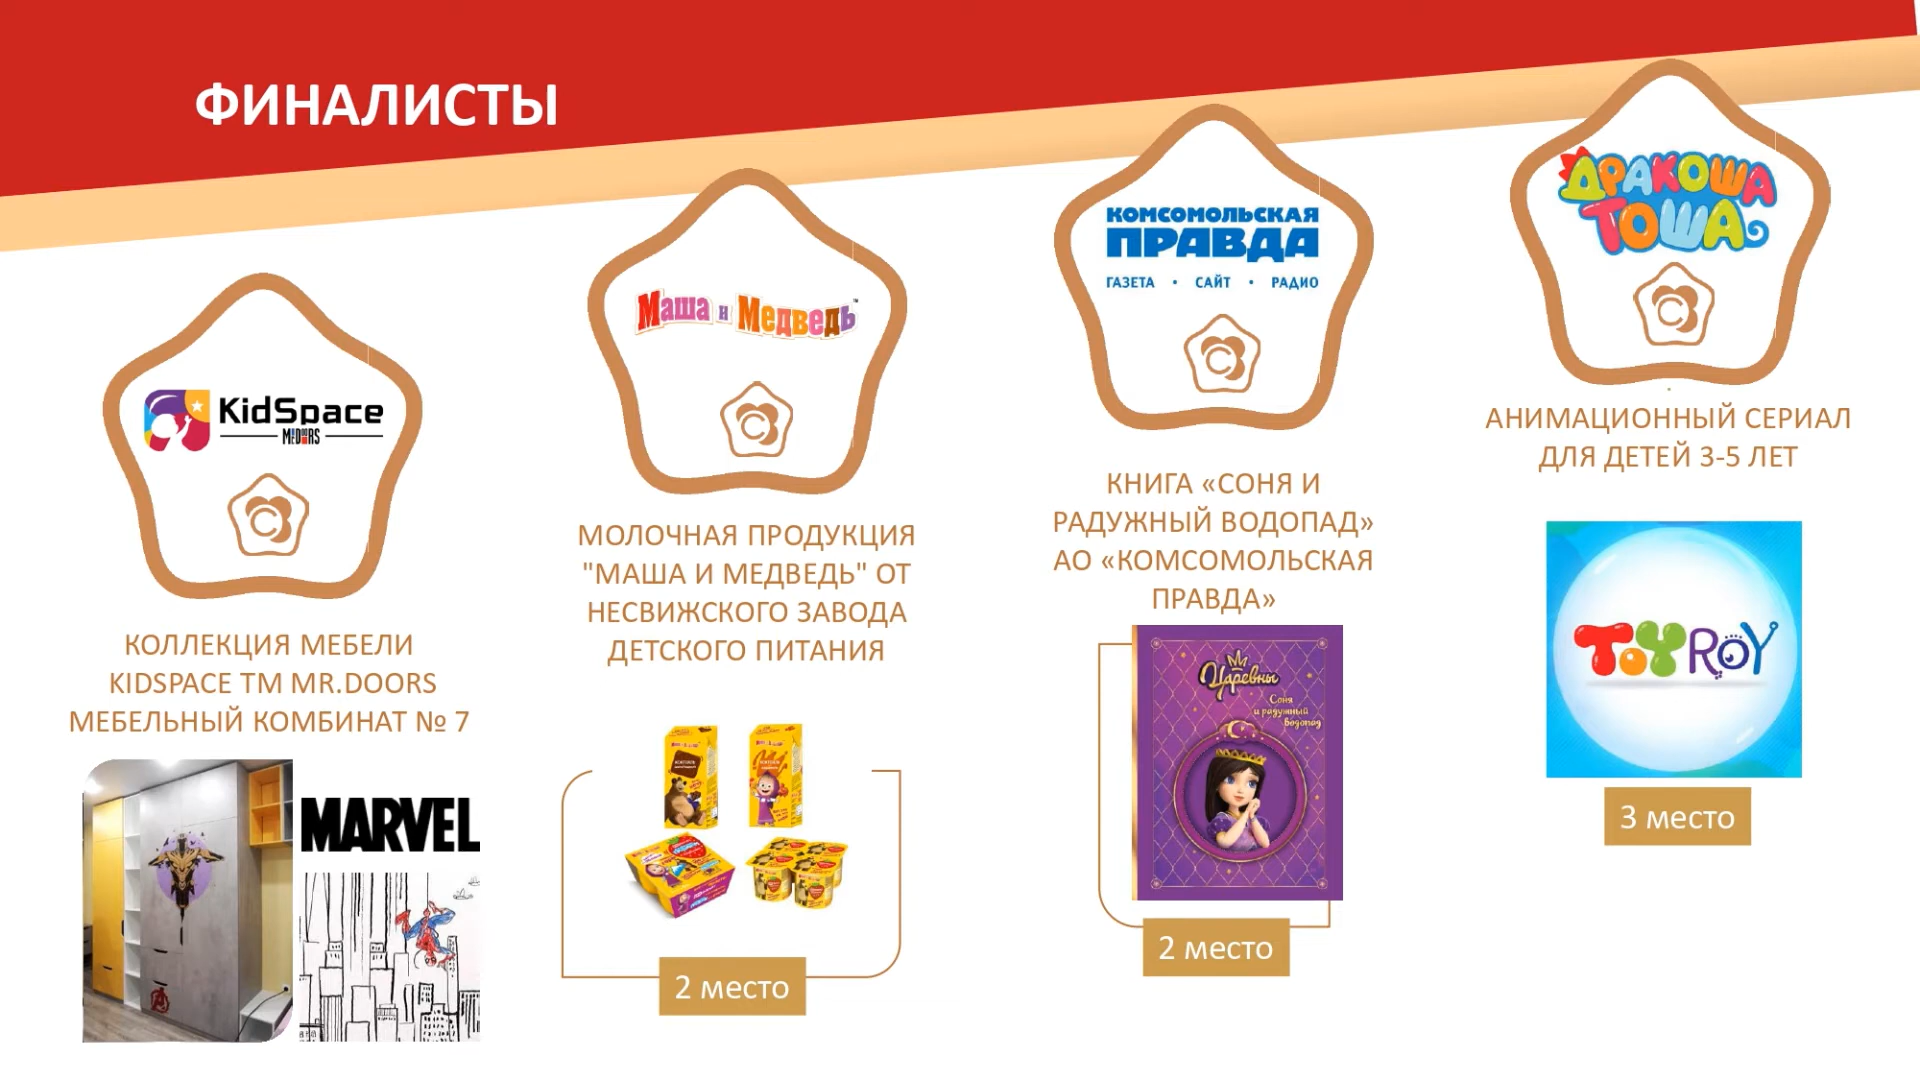 ФИНАЛИСТЫ
KidSpace
MRDOORS
КОЛЛЕКЦИЯ МЕБЕЛИ
KIDSPACE ТМ MR.DOORS
МЕБЕЛЬНЫЙ КОМБИНАТ № 7
MARVEL
Маша и Медведь
МОЛОЧНАЯ ПРОДУКЦИЯ
"МАША И МЕДВЕДЬ" ОТ
НЕСВИЖСКОГО ЗАВОДА
ДЕТСКОГО ПИТАНИЯ
2 место
КОМСОМОЛЬСКАЯ
ПРАВДА
ГАЗЕТА • САЙТ • РАДИО
КНИГА «СОНЯ И
РАДУЖНЫЙ ВОДОПАД»
АО «КОМСОМОЛЬСКАЯ
ПРАВДА»
Царевны
Соня
и радужный
водопад
2 место
ДРАКОША
ТОША
АНИМАЦИОННЫЙ СЕРИАЛ
ДЛЯ ДЕТЕЙ 3-5 ЛЕТ
TOYROY
3 место